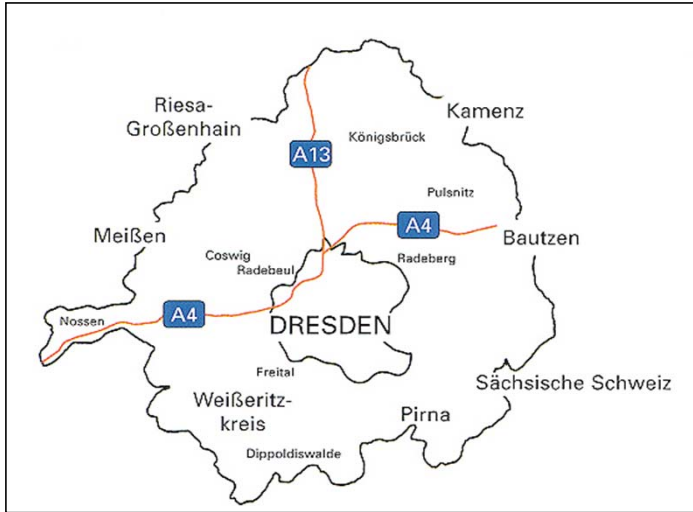 Riesa-
Großenhain
Kamenz
Königsbrück
A13
Pulsnitz
A4
Meißen
Bautzen
Coswig
Radebeul
Radeberg
Nossen
A4
DRESDEN
Freital
Sächsische Schweiz
Weißeritz-
kreis
Pirna
Dippoldiswalde